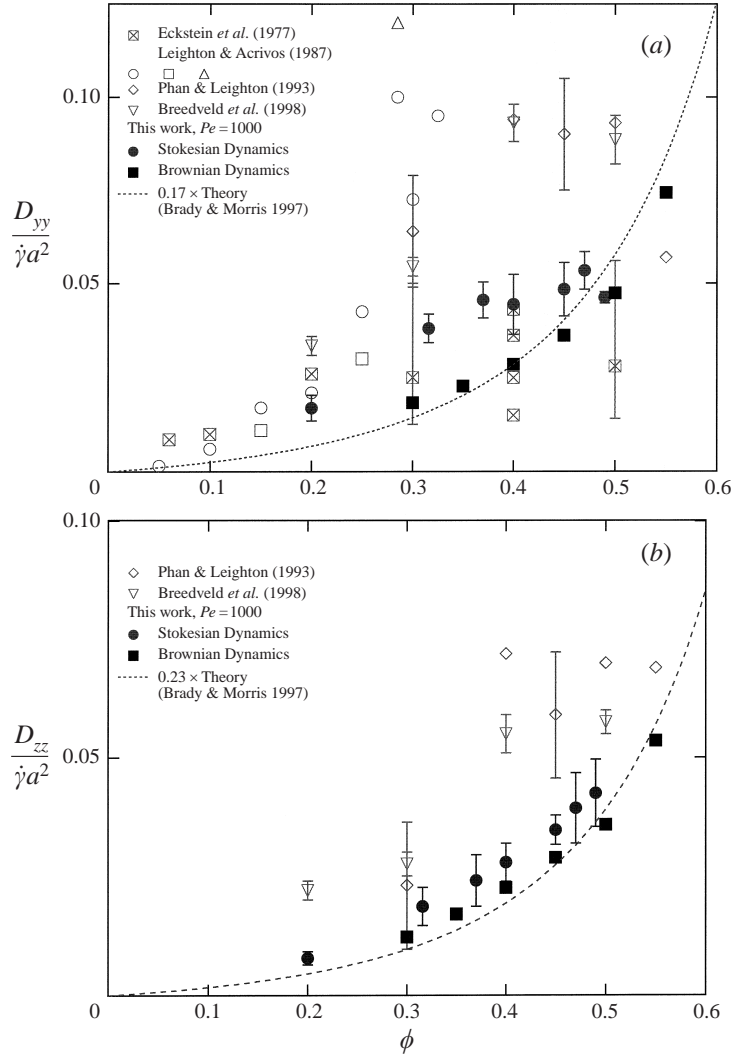 (a)
Eckstein et al. (1977)
Leighton & Acrivos (1987)
Phan & Leighton (1993)
Breedveld et al. (1998)
This work, Pe = 1000
Stokesian Dynamics
Brownian Dynamics
0.17 × Theory
(Brady & Morris 1997)
0.10
0.05
D_yy
γ̇a²
0 0.1 0.2 0.3 0.4 0.5 0.6
0.10
(b)
Phan & Leighton (1993)
Breedveld et al. (1998)
This work, Pe = 1000
Stokesian Dynamics
Brownian Dynamics
0.23 × Theory
(Brady & Morris 1997)
D_zz
γ̇a²
0.05
0 0.1 0.2 0.3 0.4 0.5 0.6
ϕ